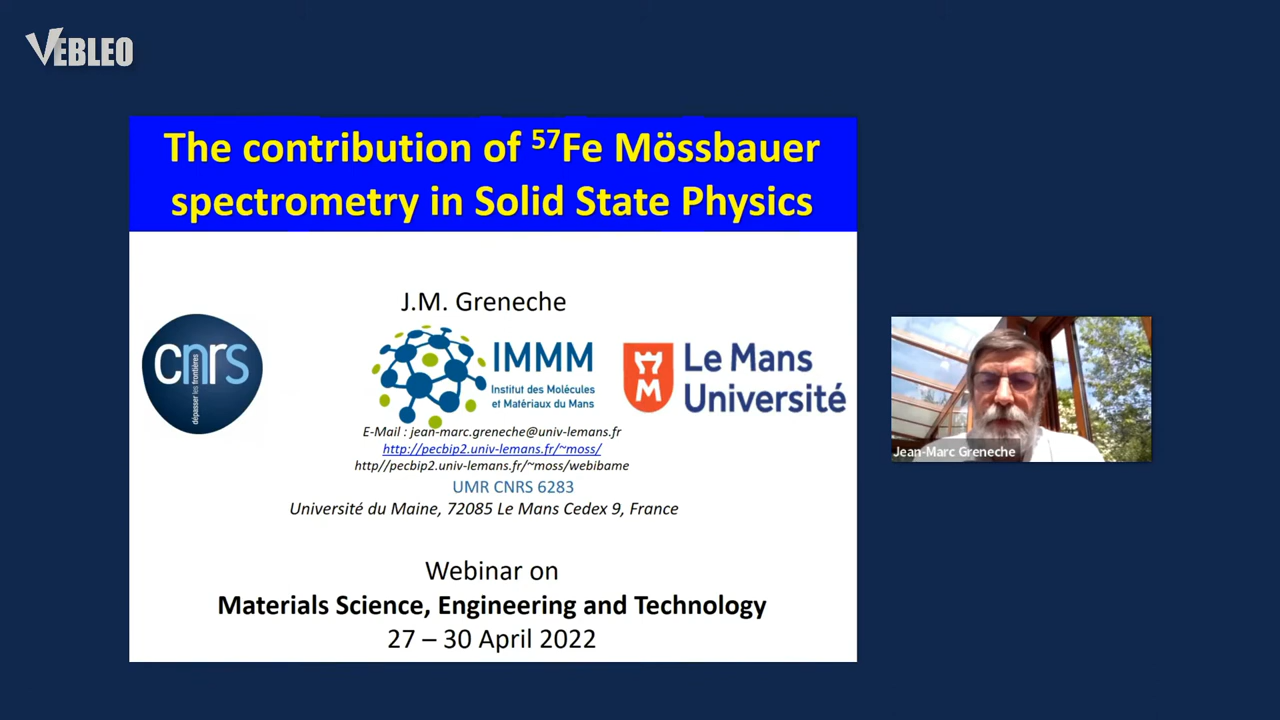 VEBLEO
The contribution of ⁵⁷Fe Mössbauer
spectrometry in Solid State Physics
J.M. Greneche
cnrs
dépasser les frontières
IMMM
Institut des Molécules
et Matériaux du Mans
Le Mans
Université
E-Mail : jean-marc.greneche@univ-lemans.fr
http://pecbip2.univ-lemans.fr/~moss/
http//pecbip2.univ-lemans.fr/~moss/webibame
UMR CNRS 6283
Université du Maine, 72085 Le Mans Cedex 9, France
Webinar on
Materials Science, Engineering and Technology
27 – 30 April 2022
Jean-Marc Greneche